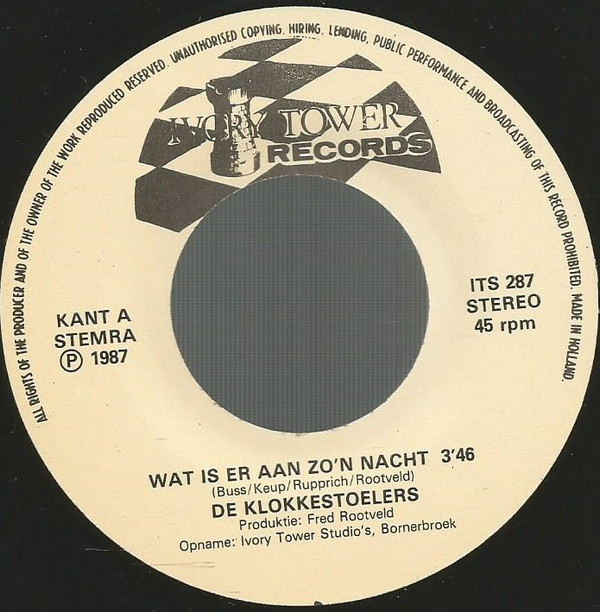 ALL RIGHTS OF THE PRODUCER AND OF THE OWNER OF THE WORK REPRODUCED RESERVED. UNAUTHORISED COPYING, HIRING, LENDING, PUBLIC PERFORMANCE AND BROADCASTING OF THIS RECORD PROHIBITED. MADE IN HOLLAND.
IVORY TOWER
RECORDS
KANT A
STEMRA
Ⓟ 1987
ITS 287
STEREO
45 rpm
WAT IS ER AAN ZO'N NACHT 3'46
(Buss/Keup/Rupprich/Rootveld)
DE KLOKKESTOELERS
Produktie: Fred Rootveld
Opname: Ivory Tower Studio's, Bornerbroek